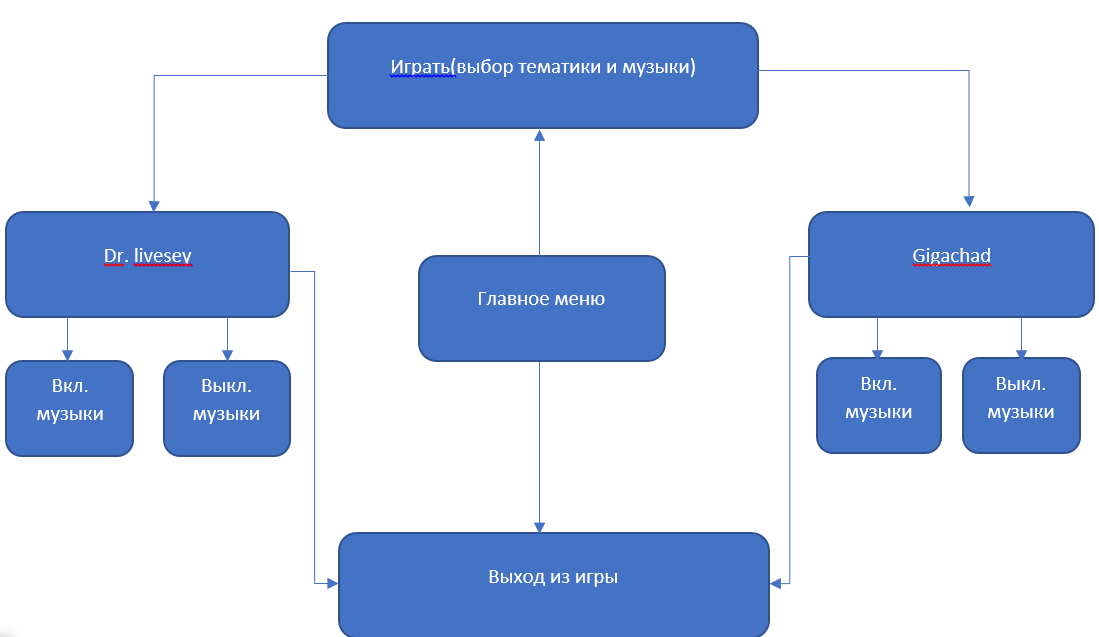 Играть(выбор тематики и музыки)
Dr. livesey
Главное меню
Gigachad
Вкл.
музыки
Выкл.
музыки
Вкл.
музыки
Выкл.
музыки
Выход из игры